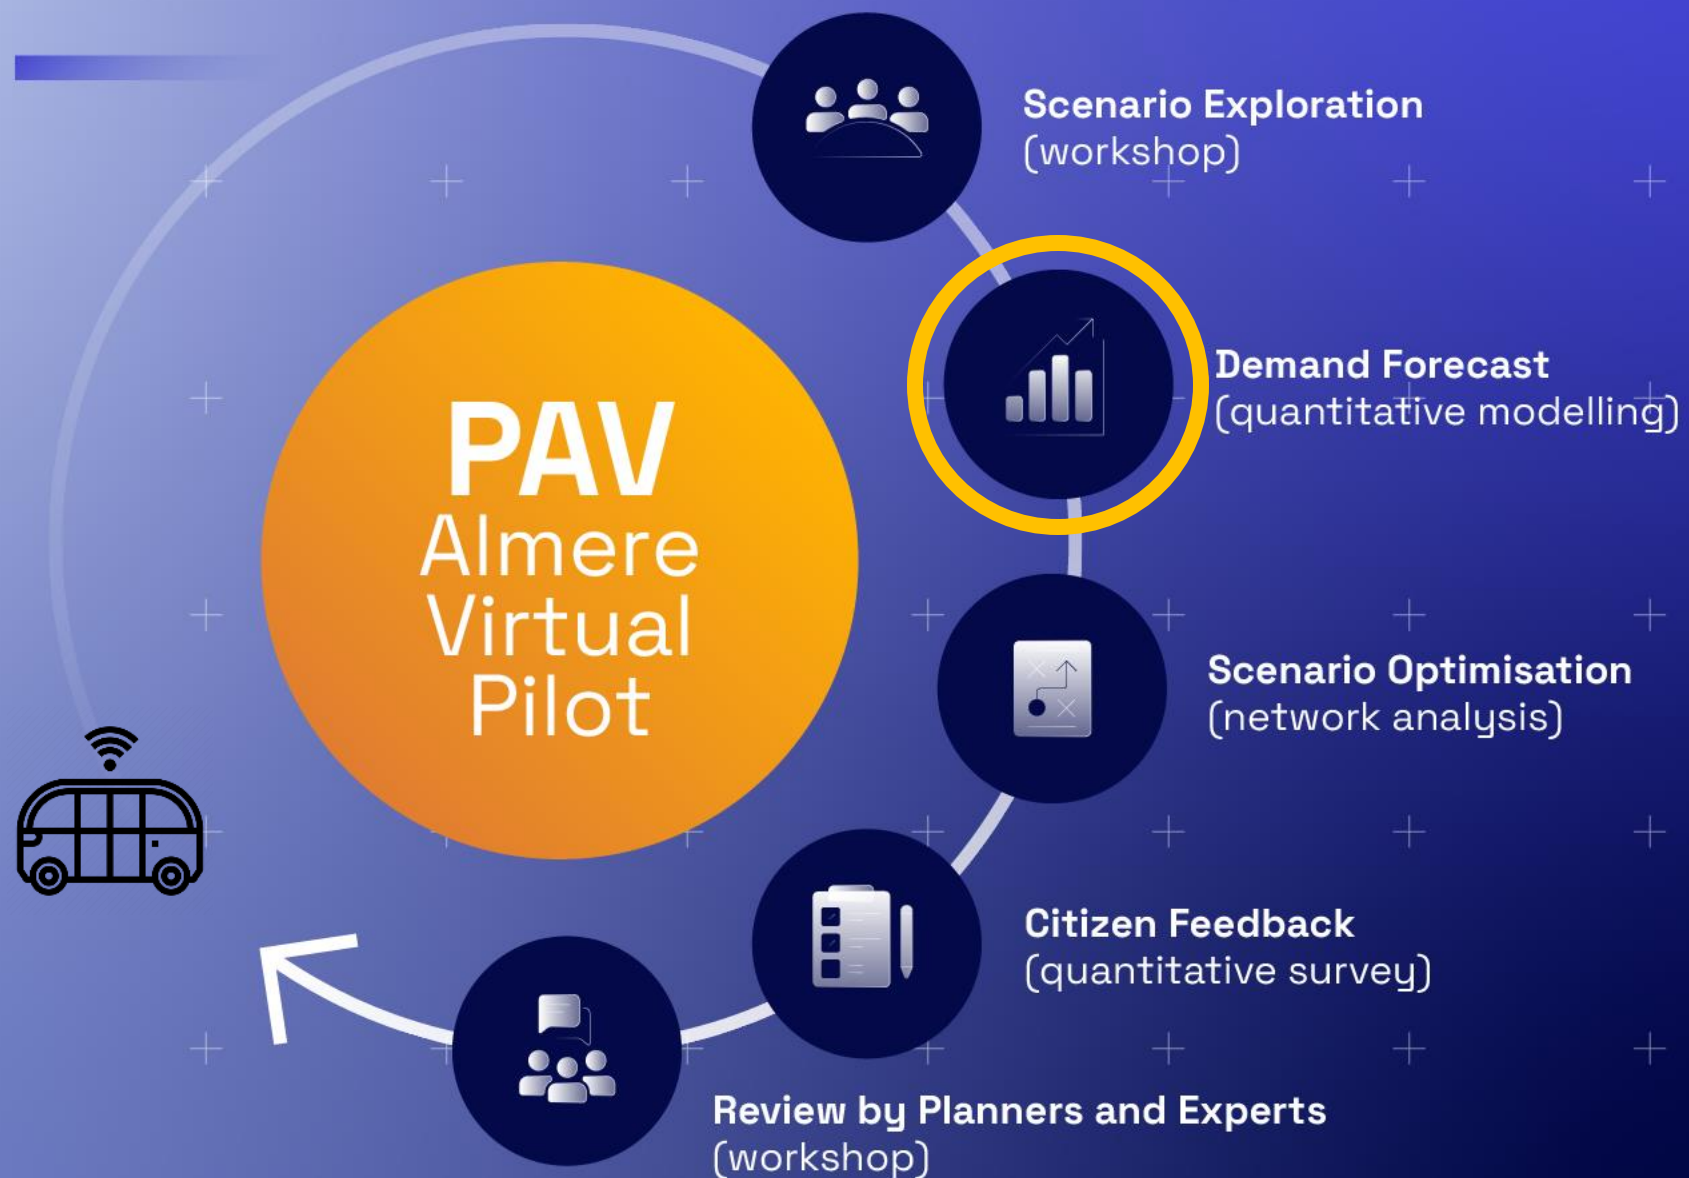 PAV
Almere
Virtual
Pilot
Scenario Exploration
(workshop)
Demand Forecast
(quantitative modelling)
Scenario Optimisation
(network analysis)
Citizen Feedback
(quantitative survey)
Review by Planners and Experts
(workshop)